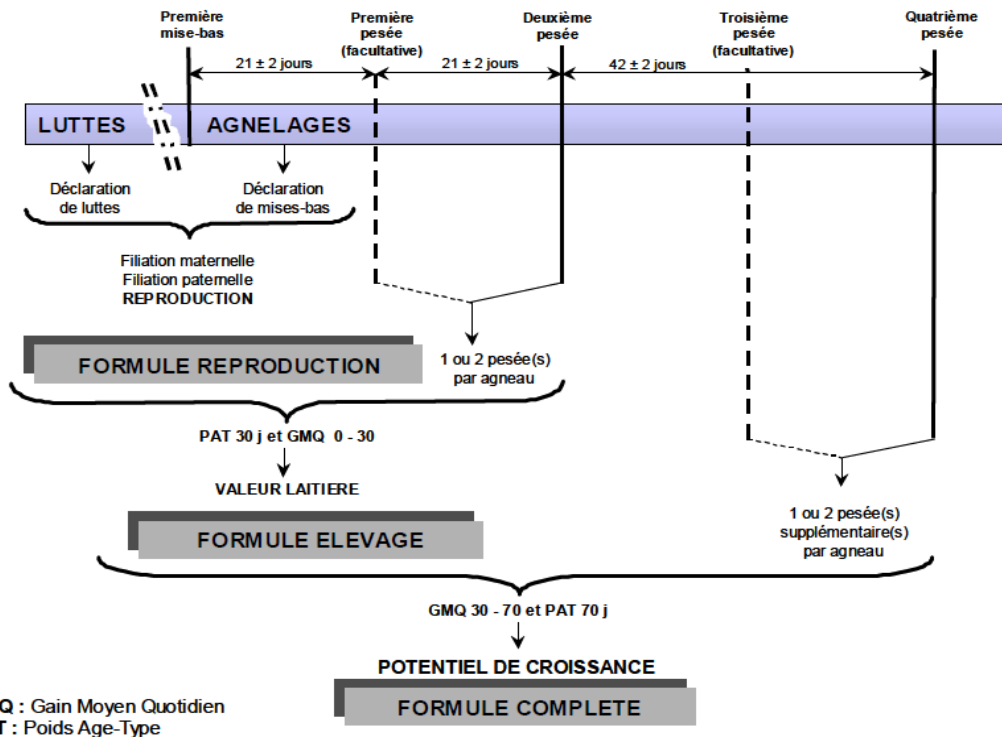 Première
mise-bas
Première
pesée
(facultative)
Deuxième
pesée
Troisième
pesée
(facultative)
Quatrième
pesée
21 ± 2 jours
21 ± 2 jours
42 ± 2 jours
LUTTES
AGNELAGES
Déclaration
de luttes
Déclaration
de mises-bas
Filiation maternelle
Filiation paternelle
REPRODUCTION
FORMULE REPRODUCTION
1 ou 2 pesée(s)
par agneau
PAT 30 j et GMQ 0 - 30
VALEUR LAITIERE
FORMULE ELEVAGE
1 ou 2 pesée(s)
supplémentaire(s)
par agneau
GMQ 30 - 70 et PAT 70 j
POTENTIEL DE CROISSANCE
FORMULE COMPLETE
Q : Gain Moyen Quotidien
T : Poids Age-Type